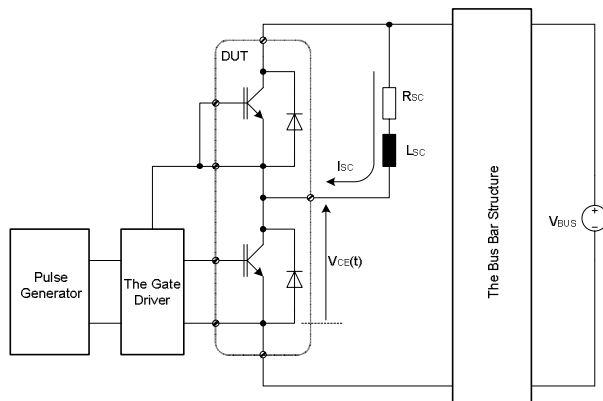 DUT
RSC
LSC
ISC
VCE(t)
VBUS
+
−
The Bus Bar Structure
Pulse
Generator
The Gate
Driver